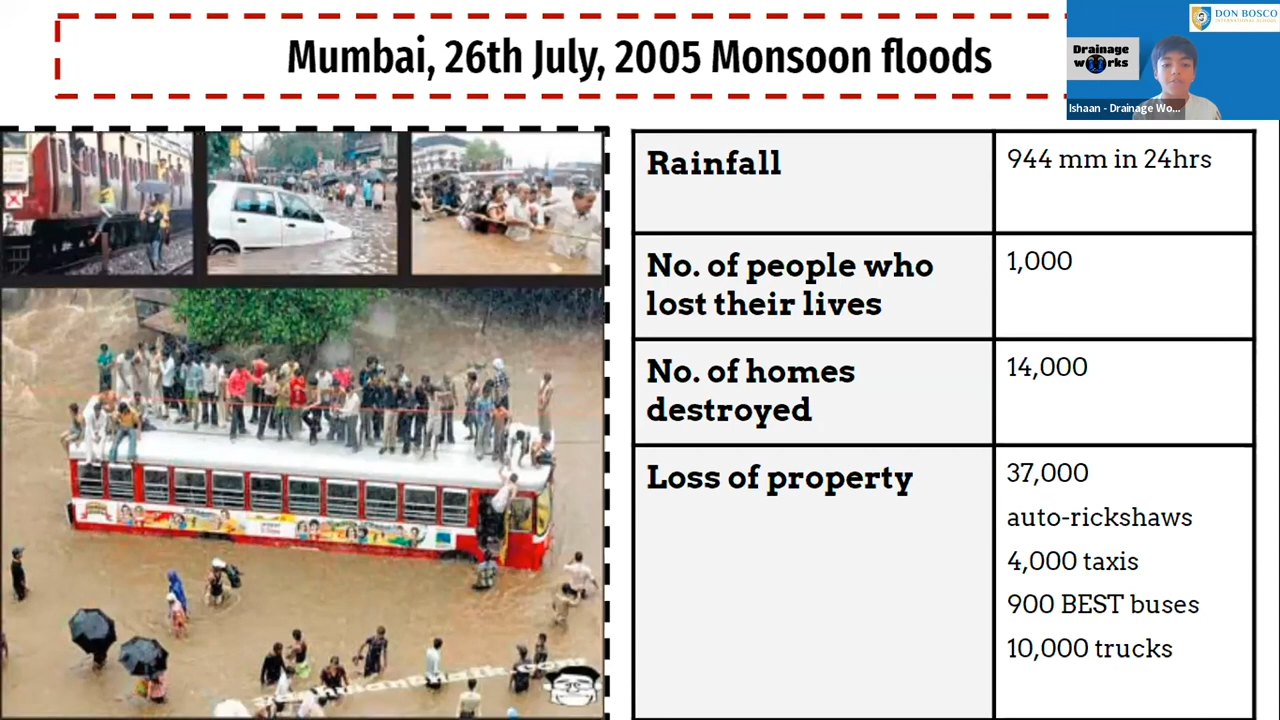 Mumbai, 26th July, 2005 Monsoon floods
DON BOSCO
INTERNATIONAL SCHOOL
Drainage
works
Ishaan - Drainage Wo...
Rainfall
944 mm in 24hrs
No. of people who
lost their lives
1,000
No. of homes
destroyed
14,000
Loss of property
37,000
auto-rickshaws
4,000 taxis
900 BEST buses
10,000 trucks